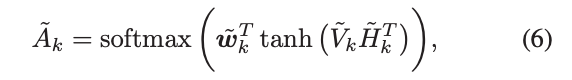 Ã_k = softmax ( w̃_k^T tanh ( Ṽ_k H̃_k^T ) ) , (6)